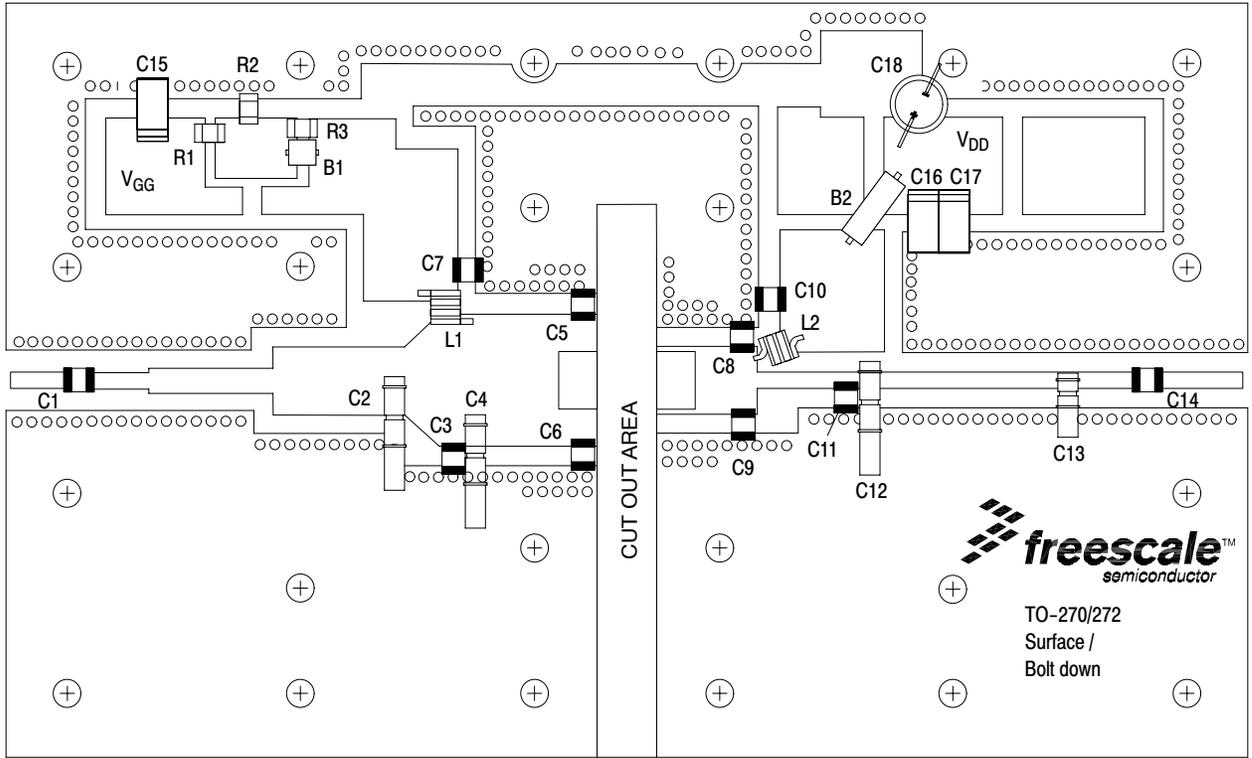 C18
C15
R2
R3
R1
B1
VGG
VDD
C16 C17
B2
C7
C10
L2
C5
L1
C8
C1
C2
C4
C3
C6
C14
C11
C13
C9
C12
CUT OUT AREA
freescale™
semiconductor
TO-270/272
Surface /
Bolt down